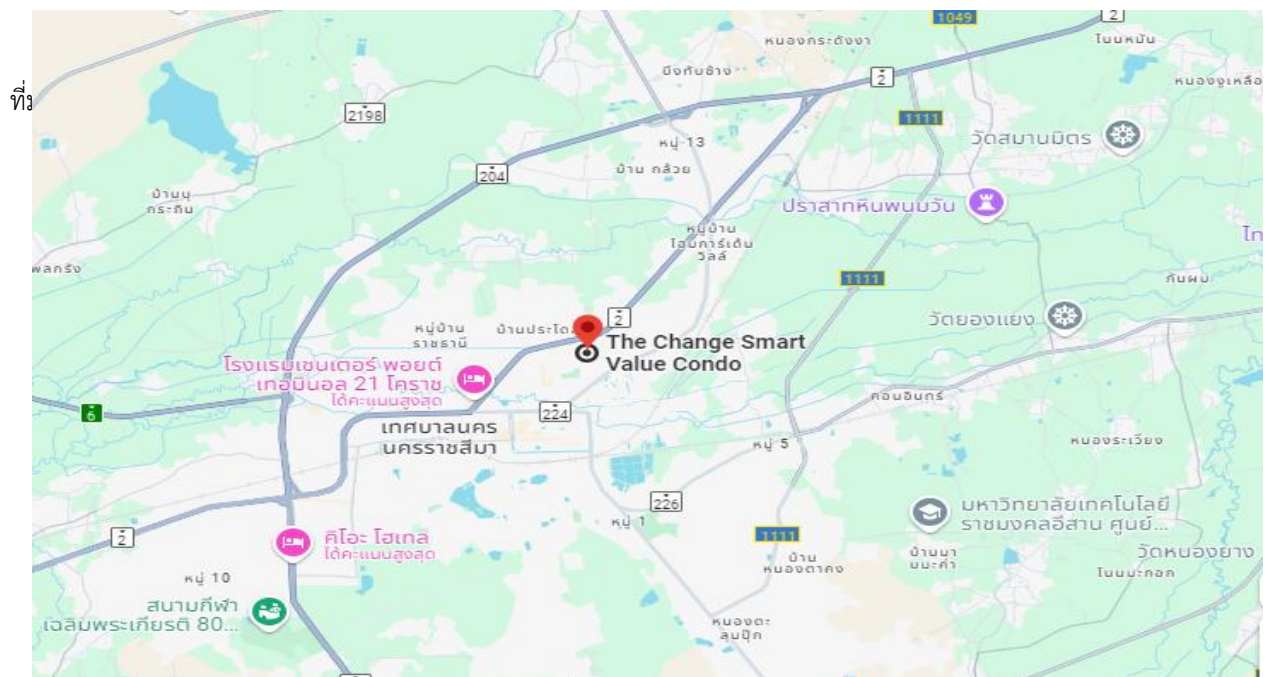 1049
2
หนองกระดังงา
โนนหมัน
บึงทับช้าง
2
หนองงูเหลือ
ที่ม
2198
1111
หมู่ 13
วัดสมานมิตร
บ้าน กล้วย
204
บ้านบุ
กระถิน
ปราสาทหินพนมวัน
หมู่บ้าน
โฮมการ์เด้น
วิลล์
พลกรัง
1111
กันผม
2
หมู่บ้าน
ราชธานี
บ้านประโด
วัดยองแยง
The Change Smart
Value Condo
โรงแรมเซนเตอร์ พอยต์
เทอมินอล 21 โคราช
ได้คะแนนสูงสุด
6
224
คอนอินทร์
เทศบาลนคร
นครราชสีมา
หมู่ 5
หนองระเวียง
226
หมู่ 1
มหาวิทยาลัยเทคโนโลยี
ราชมงคลอีสาน ศูนย์...
2
1111
คิโอะ โฮเทล
ได้คะแนนสูงสุด
บ้าน
หนองตาคง
บ้านนา
วัดหนองยาง
โนนมะกอก
หมู่ 10
สนามกีฬา
เฉลิมพระเกียรติ 80...
หนองตะ
ลุมปุ๊ก